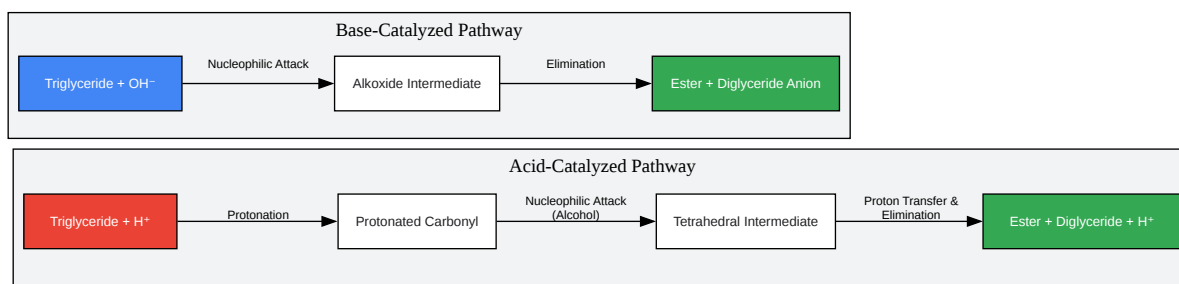 Base-Catalyzed Pathway
Triglyceride + OH⁻
Nucleophilic Attack
Alkoxide Intermediate
Elimination
Ester + Diglyceride Anion
Acid-Catalyzed Pathway
Triglyceride + H⁺
Protonation
Protonated Carbonyl
Nucleophilic Attack
(Alcohol)
Tetrahedral Intermediate
Proton Transfer &
Elimination
Ester + Diglyceride + H⁺